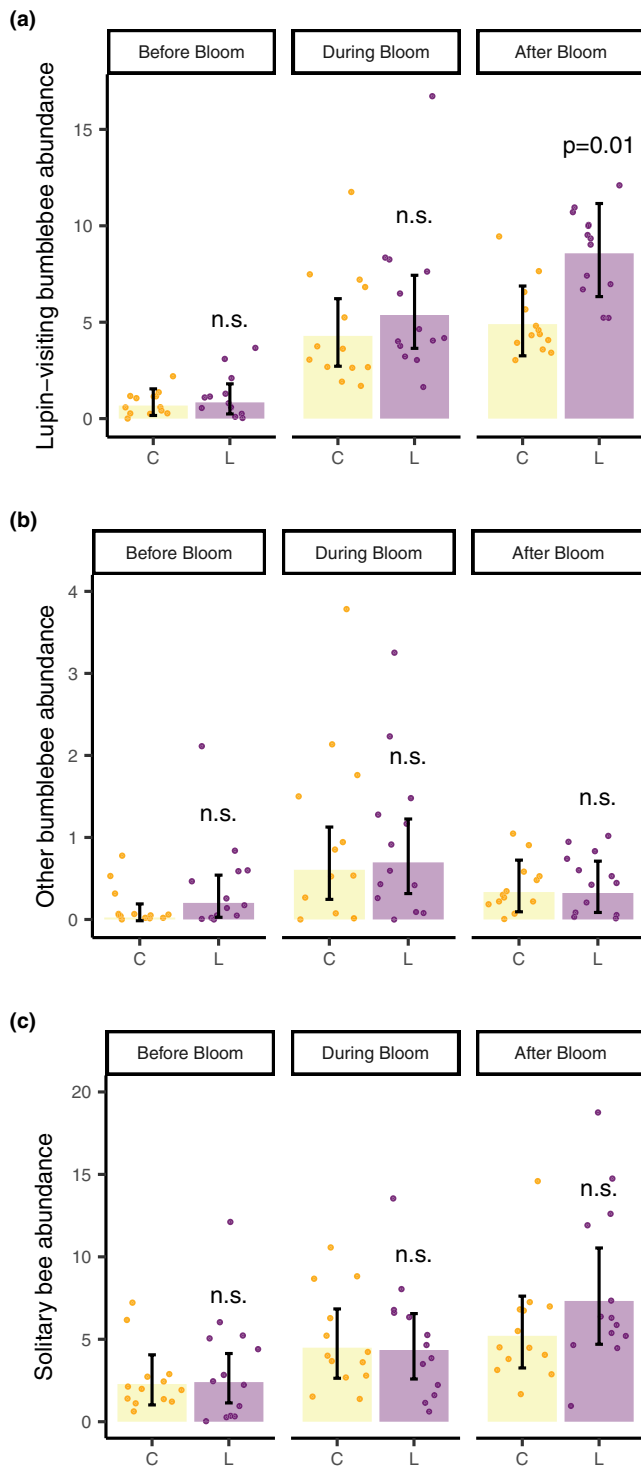 (a)
Before Bloom During Bloom After Bloom
Lupin−visiting bumblebee abundance
15
10
5
0
n.s. n.s. p=0.01
C L C L C L
(b)
Before Bloom During Bloom After Bloom
Other bumblebee abundance
4
3
2
1
0
n.s. n.s. n.s.
C L C L C L
(c)
Before Bloom During Bloom After Bloom
Solitary bee abundance
20
15
10
5
0
n.s. n.s. n.s.
C L C L C L